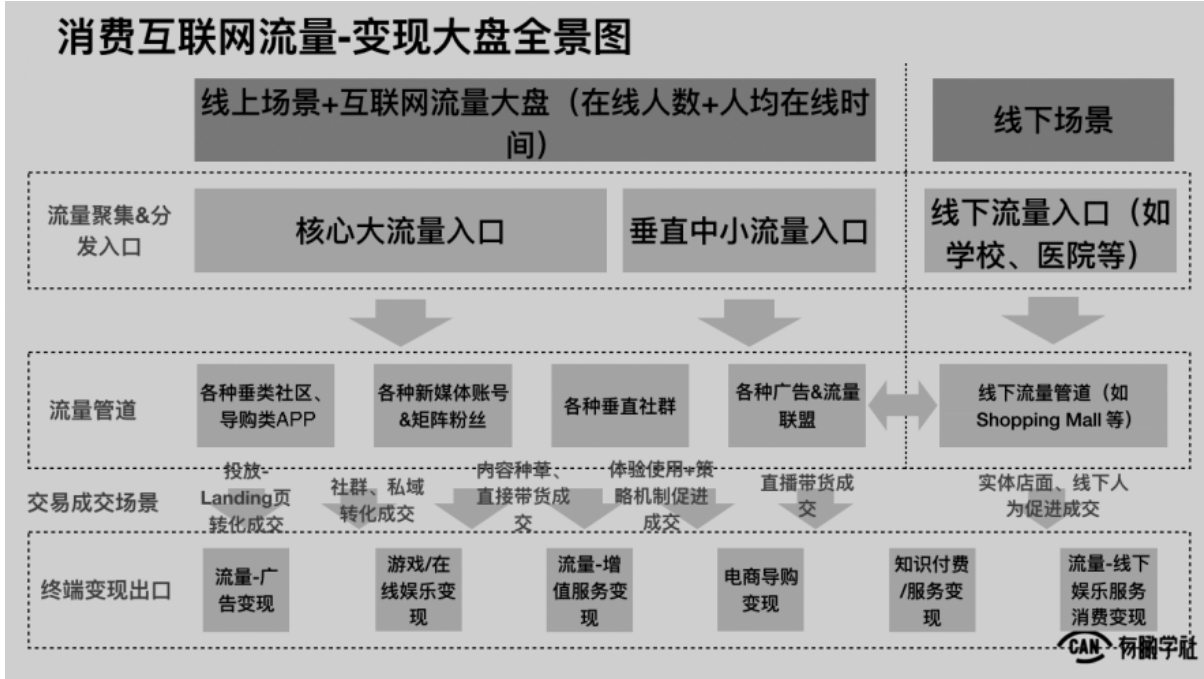 消费互联网流量-变现大盘全景图
线上场景+互联网流量大盘（在线人数+人均在线时
间）
线下场景
流量聚集&分
发入口
核心大流量入口
垂直中小流量入口
线下流量入口（如
学校、医院等）
流量管道
各种垂类社区、
导购类APP
各种新媒体账号
&矩阵粉丝
各种垂直社群
各种广告&流量
联盟
线下流量管道（如
Shopping Mall 等）
交易成交场景
投放-
Landing页
转化成交
社群、私域
转化成交
内容种草、
直接带货成
交
体验使用+策
略机制促进
成交
直播带货成
交
实体店面、线下人
为促进成交
终端变现出口
流量-广
告变现
游戏/在
线娱乐变
现
流量-增
值服务变
现
电商导购
变现
知识付费
/服务变
现
流量-线下
娱乐服务
消费变现
CAN 有瞰学社